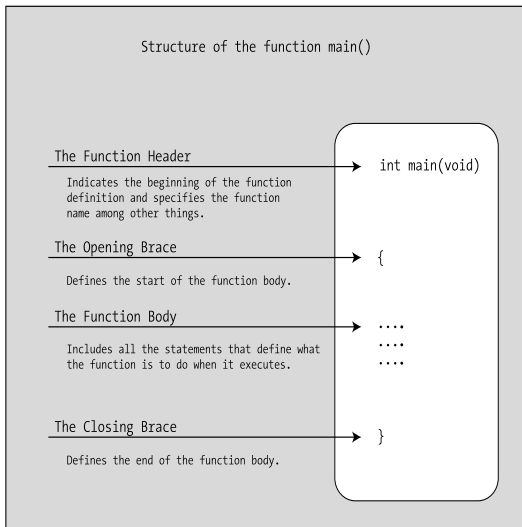 Structure of the function main()
The Function Header
int main(void)
Indicates the beginning of the function
definition and specifies the function
name among other things.
The Opening Brace
{
Defines the start of the function body.
The Function Body
....
....
....
Includes all the statements that define what
the function is to do when it executes.
The Closing Brace
}
Defines the end of the function body.